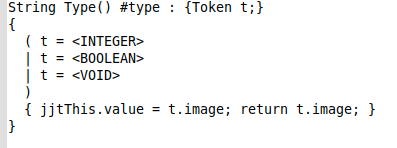 String Type() #type : {Token t;}
{
  ( t = <INTEGER>
  | t = <BOOLEAN>
  | t = <VOID>
  )
  { jjtThis.value = t.image; return t.image; }
}